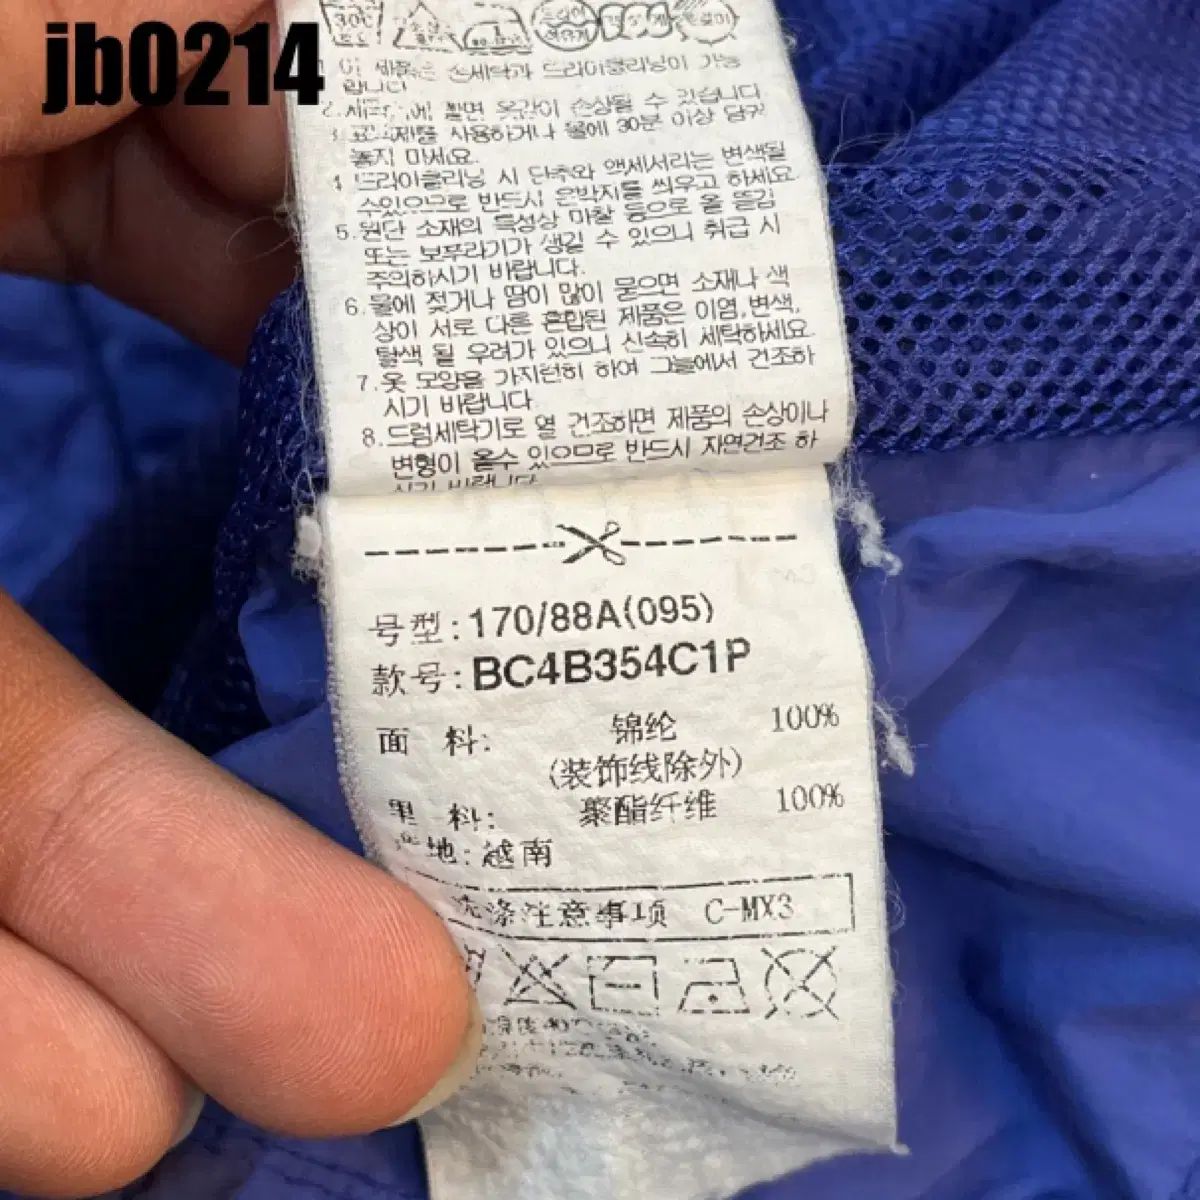 jb0214
30℃
1. 이 제품은 손세탁과 드라이클리닝이 가능
합니다
옷감이 손상될 수 있습니다
사용하거나 물에 30분 이상 담궈
놓지 마세요.
4 드라이클리닝 시 단추와 액세서리는 변색될
수있으므로 반드시 은박지를 씌우고 하세요
5. 원단 소재의 특성상 마찰 등으로 올 뜯김
또는 보푸라기가 생길 수 있으니 취급 시
주의하시기 바랍니다.
6. 물에 젖거나 땀이 많이 묻으면 소재나 색
상이 서로 다른 혼합된 제품은 이염,변색,
탈색 될 우려가 있으니 신속히 세탁하세요.
7. 옷 모양을 가지런히 하여 그늘에서 건조하
시기 바랍니다.
8. 드럼세탁기로 열 건조하면 제품의 손상이나
변형이 올수 있으므로 반드시 자연건조 하
시기 바랍니다.
号型: 170/88A(095)
款号: BC4B354C1P
面 料: 锦纶 100%
(装饰线除外)
里 料: 聚酯纤维 100%
产地: 越南
洗涤注意事项 C-MX3